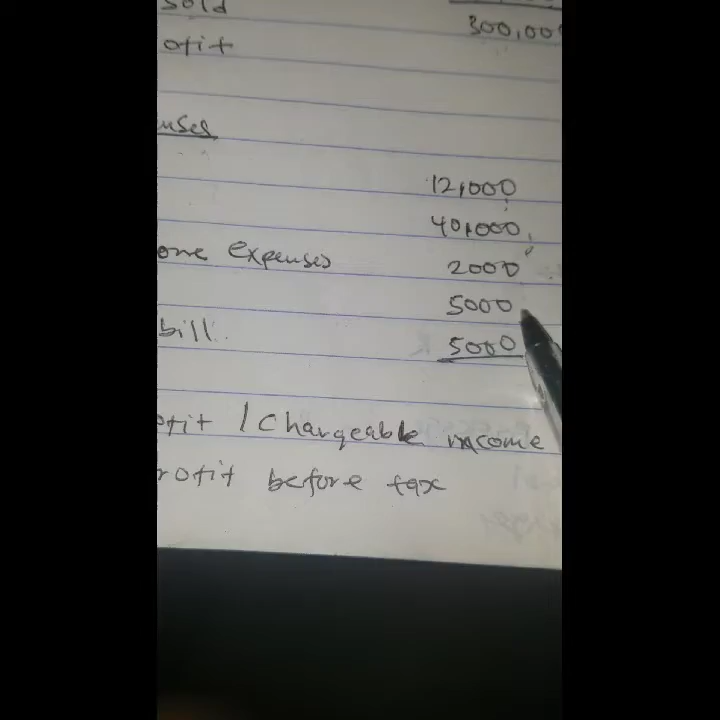 sold
300,00
ofit
nses
12,000
40,000
one expenses 2000
5000
bill 5000
ofit / Chargeable income
rofit before tax